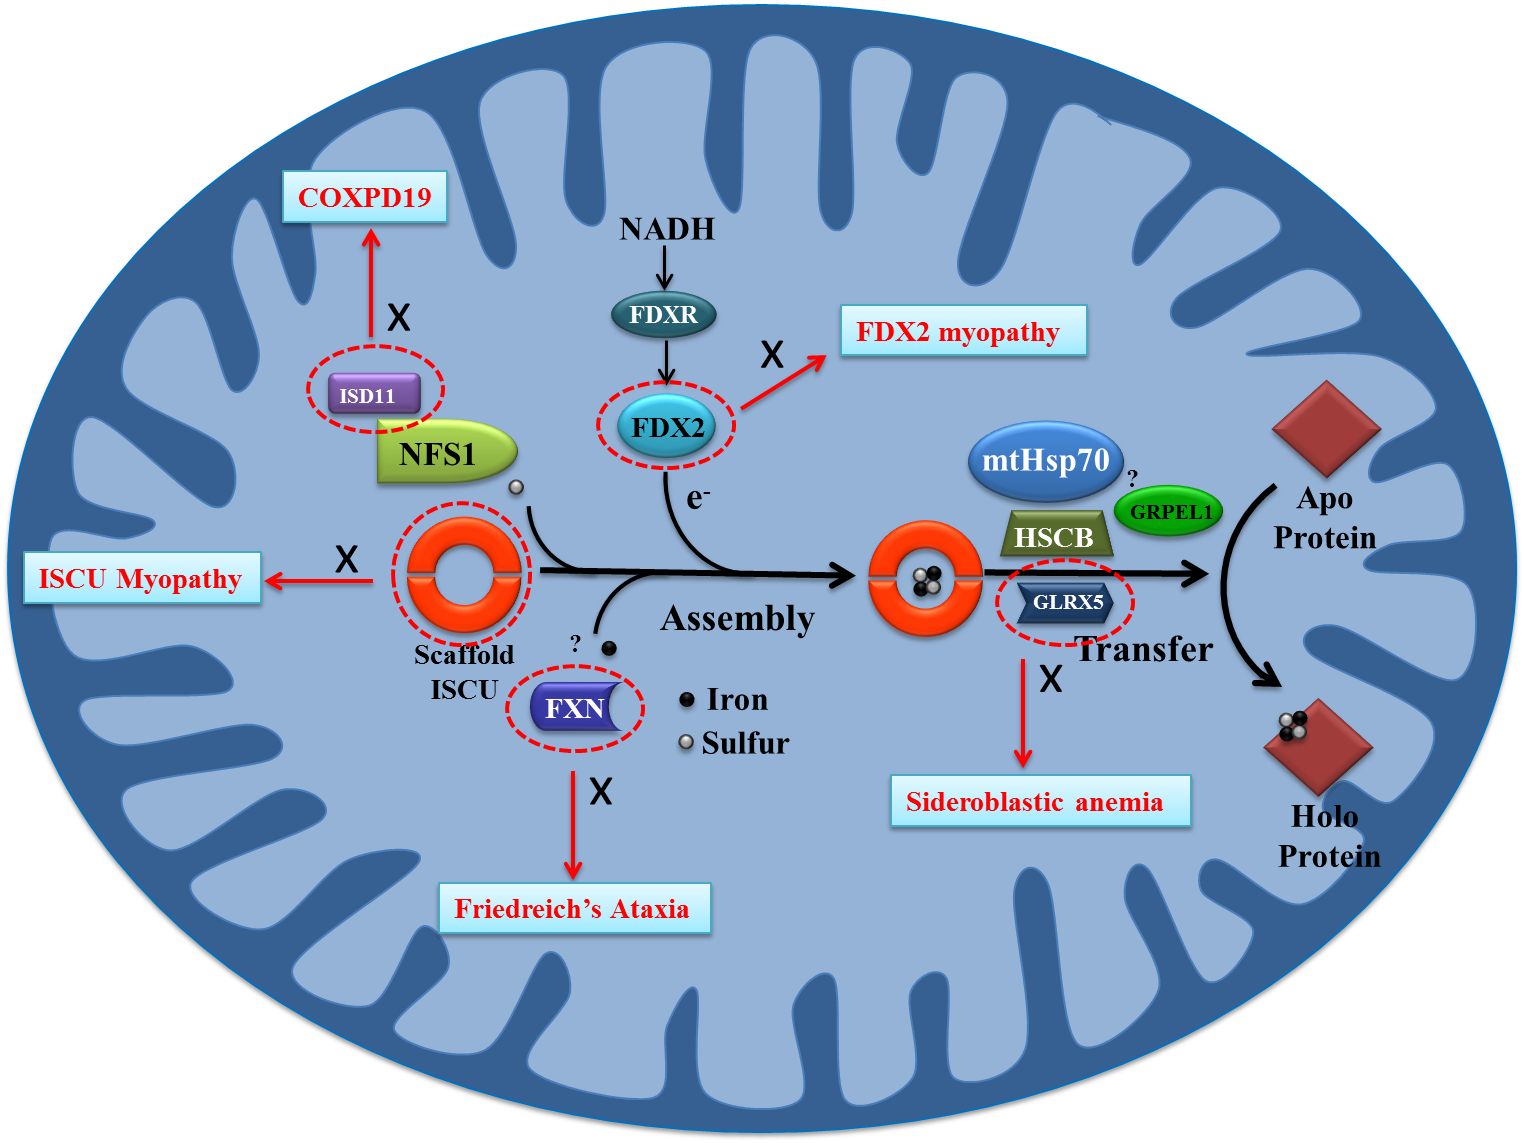 COXPD19
X
ISD11
NFS1
NADH
FDXR
FDX2
e-
X
FDX2 myopathy
mtHsp70
?
GRPEL1
HSCB
GLRX5
Transfer
X
Sideroblastic anemia
Apo
Protein
Holo
Protein
ISCU Myopathy
X
Scaffold
ISCU
Assembly
?
FXN
Iron
Sulfur
X
Friedreich’s Ataxia